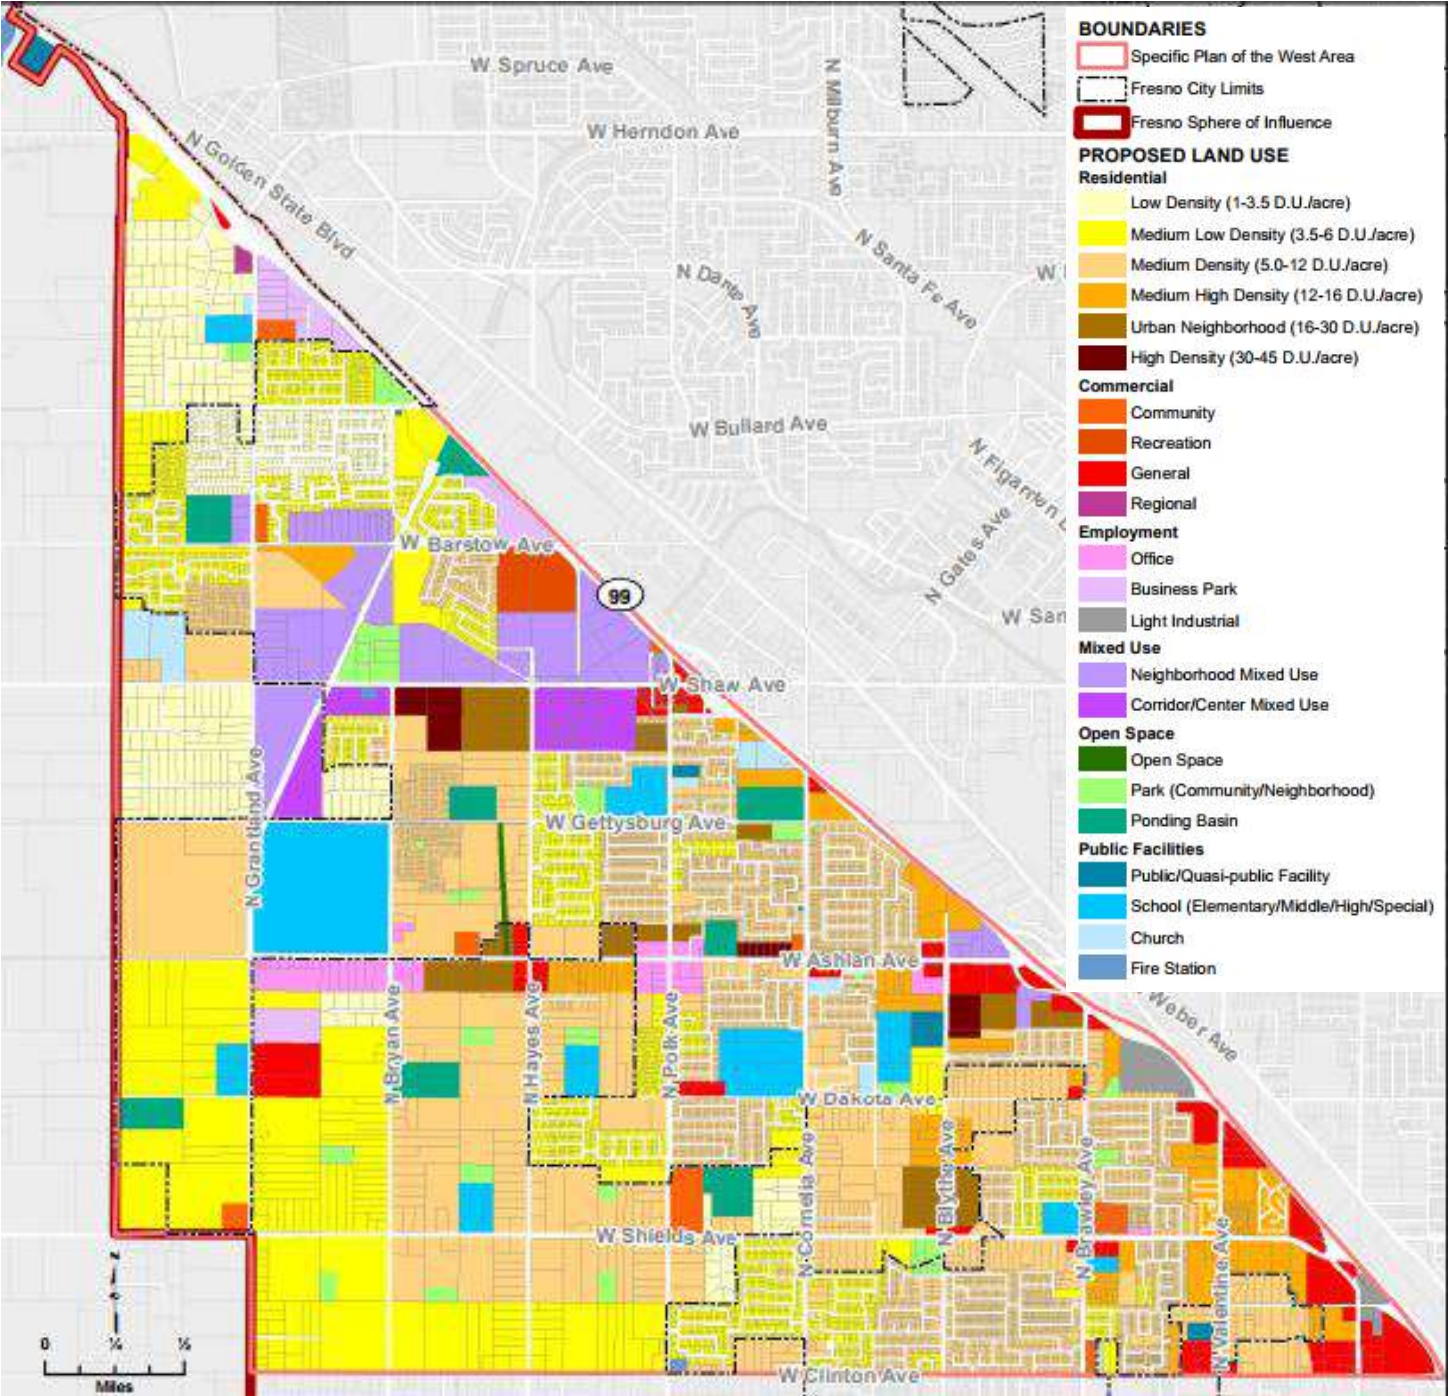 BOUNDARIES
Specific Plan of the West Area
Fresno City Limits
Fresno Sphere of Influence
PROPOSED LAND USE
Residential
Low Density (1-3.5 D.U./acre)
Medium Low Density (3.5-6 D.U./acre)
Medium Density (5.0-12 D.U./acre)
Medium High Density (12-16 D.U./acre)
Urban Neighborhood (16-30 D.U./acre)
High Density (30-45 D.U./acre)
Commercial
Community
Recreation
General
Regional
Employment
Office
Business Park
Light Industrial
Mixed Use
Neighborhood Mixed Use
Corridor/Center Mixed Use
Open Space
Open Space
Park (Community/Neighborhood)
Ponding Basin
Public Facilities
Public/Quasi-public Facility
School (Elementary/Middle/High/Special)
Church
Fire Station
W Spruce Ave
N Milburn Ave
W Herndon Ave
N Golden State Blvd
N Santa Fe Ave
N Dante Ave
W
W Bullard Ave
N Figarden
W Barstow Ave
N Gates Ave
99
W San
W Shaw Ave
N Grantland Ave
W Gettysburg Ave
W Ashlan Ave
N Bryan Ave
N Hayes Ave
N Polk Ave
Weber Ave
W Dakota Ave
N Cornelia Ave
N Blythe Ave
N Brawley Ave
N Valentine Ave
W Shields Ave
W Clinton Ave
0 ¼ ½
Miles